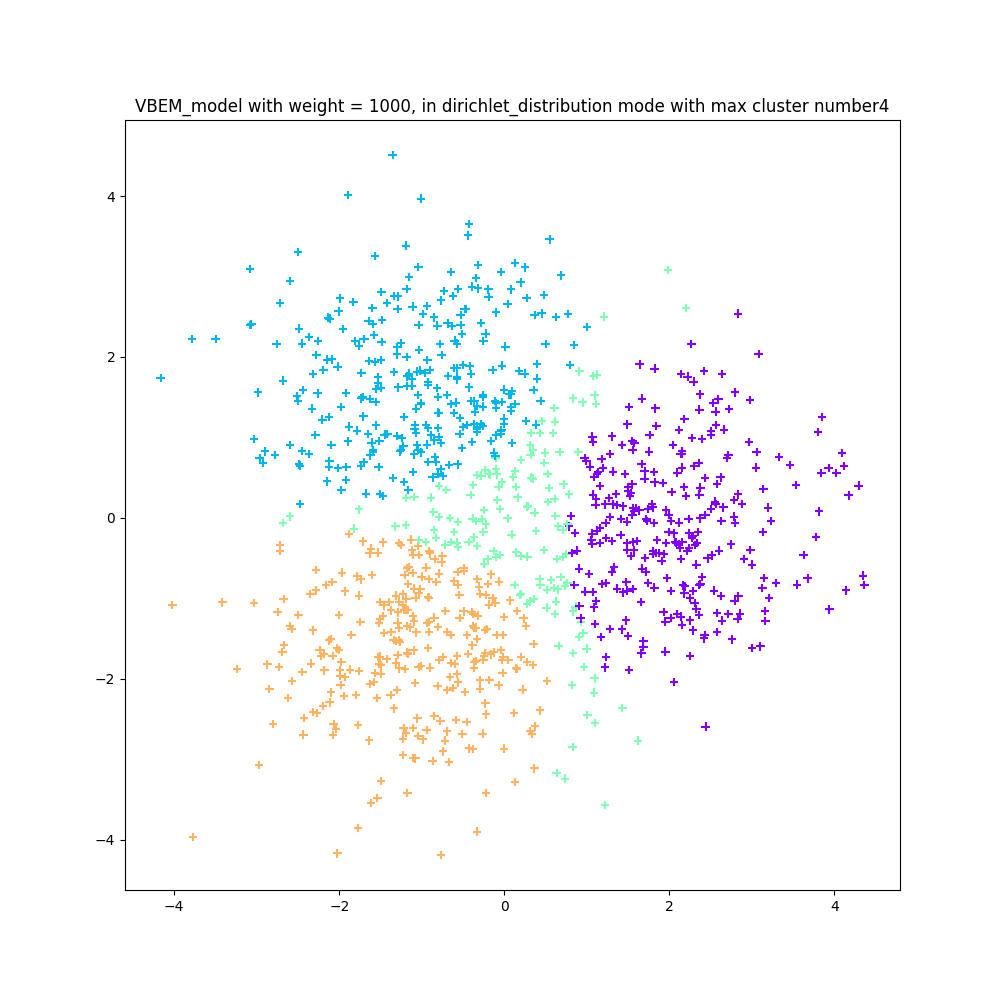 VBEM_model with weight = 1000, in dirichlet_distribution mode with max cluster number4
4
2
0
−2
−4
−4 −2 0 2 4